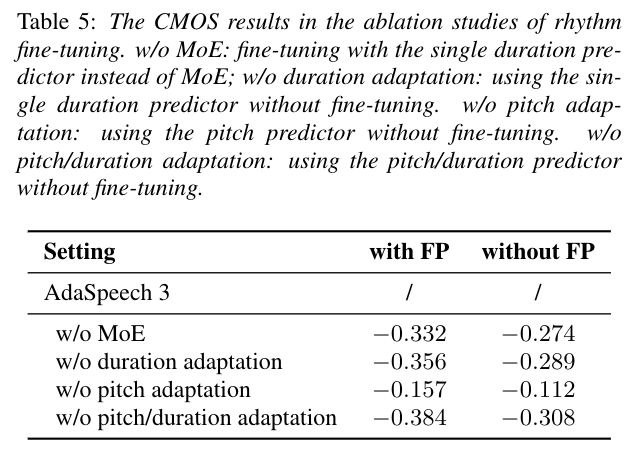 Table 5: The CMOS results in the ablation studies of rhythm
fine-tuning. w/o MoE: fine-tuning with the single duration pre-
dictor instead of MoE; w/o duration adaptation: using the sin-
gle duration predictor without fine-tuning. w/o pitch adap-
tation: using the pitch predictor without fine-tuning. w/o
pitch/duration adaptation: using the pitch/duration predictor
without fine-tuning.
Setting with FP without FP
AdaSpeech 3 / /
w/o MoE −0.332 −0.274
w/o duration adaptation −0.356 −0.289
w/o pitch adaptation −0.157 −0.112
w/o pitch/duration adaptation −0.384 −0.308